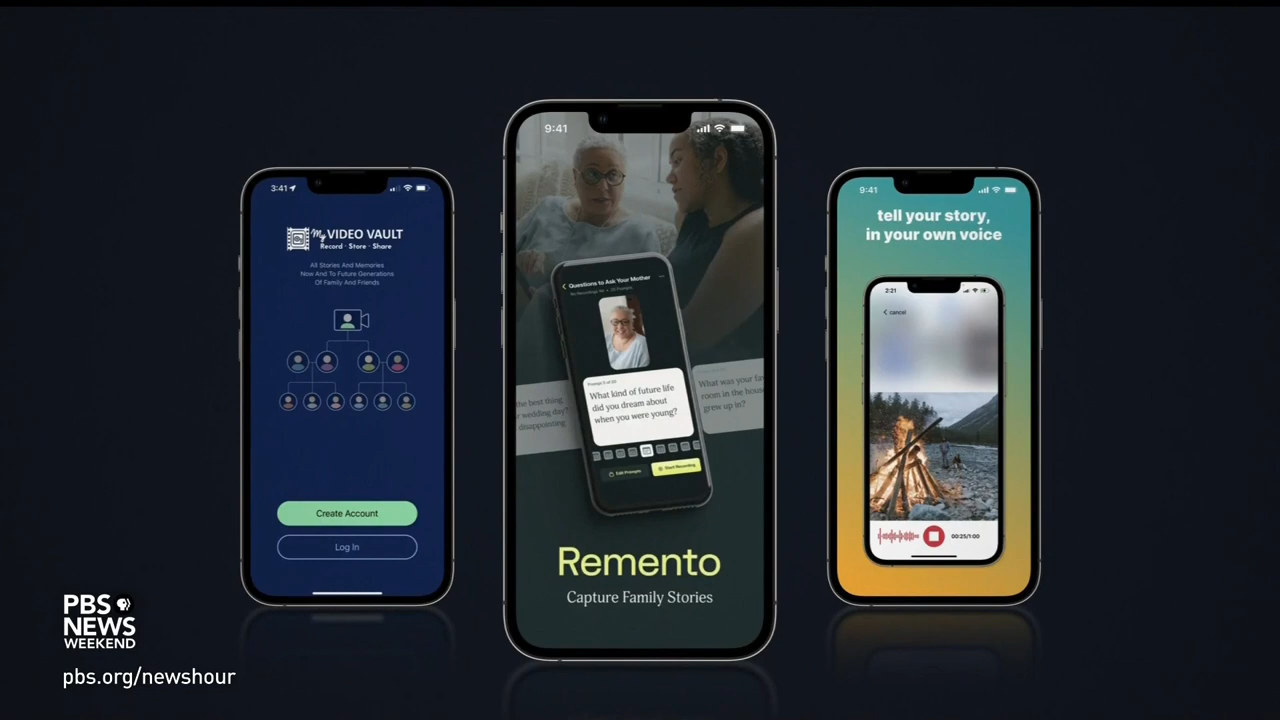 3:41
My VIDEO VAULT
Record · Store · Share
All Stories And Memories
Now And To Future Generations
Of Family And Friends
Create Account
Log In
9:41
Questions to Ask Your Mother
What kind of future life
did you dream about
when you were young?
the best thing
wedding day?
disappointing
What was your
room in the
grew up in?
Edit Prompts
Start Recording
Remento
Capture Family Stories
9:41
tell your story,
in your own voice
2:21
cancel
00:25/1:00
PBS
NEWS
WEEKEND
pbs.org/newshour